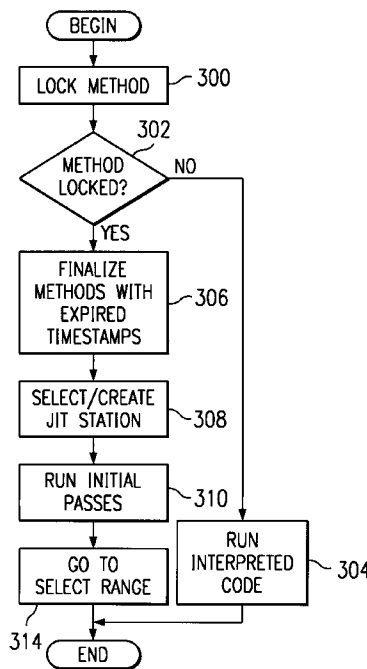 BEGIN
LOCK METHOD
300
302
METHOD
LOCKED?
NO
YES
FINALIZE
METHODS WITH
EXPIRED
TIMESTAMPS
306
SELECT/CREATE
JIT STATION
308
RUN INITIAL
PASSES
310
GO TO
SELECT RANGE
314
RUN
INTERPRETED
CODE
304
END